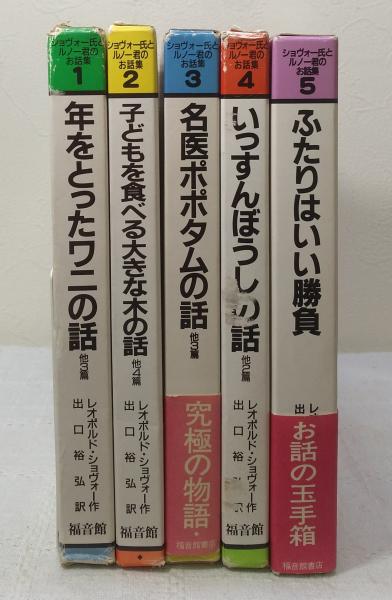 ショヴォー氏と
ルノー君の
お話集
1
年をとったワニの話
他3篇
レオポルド・ショヴォー作
出口裕弘訳
福音館
ショヴォー氏と
ルノー君の
お話集
2
子どもを食べる大きな木の話
他4篇
レオポルド・ショヴォー作
出口裕弘訳
福音館
ショヴォー氏と
ルノー君の
お話集
3
名医ポポタムの話
他3篇
究極の物語・
福音館書店
ショヴォー氏と
ルノー君の
お話集
4
いっすんぼうしの話
他2篇
レオポルド・ショヴォー作
出口裕弘訳
福音館
ショヴォー氏と
ルノー君の
お話集
5
ふたりはいい勝負
レ
出
お話の玉手箱
福音館書店